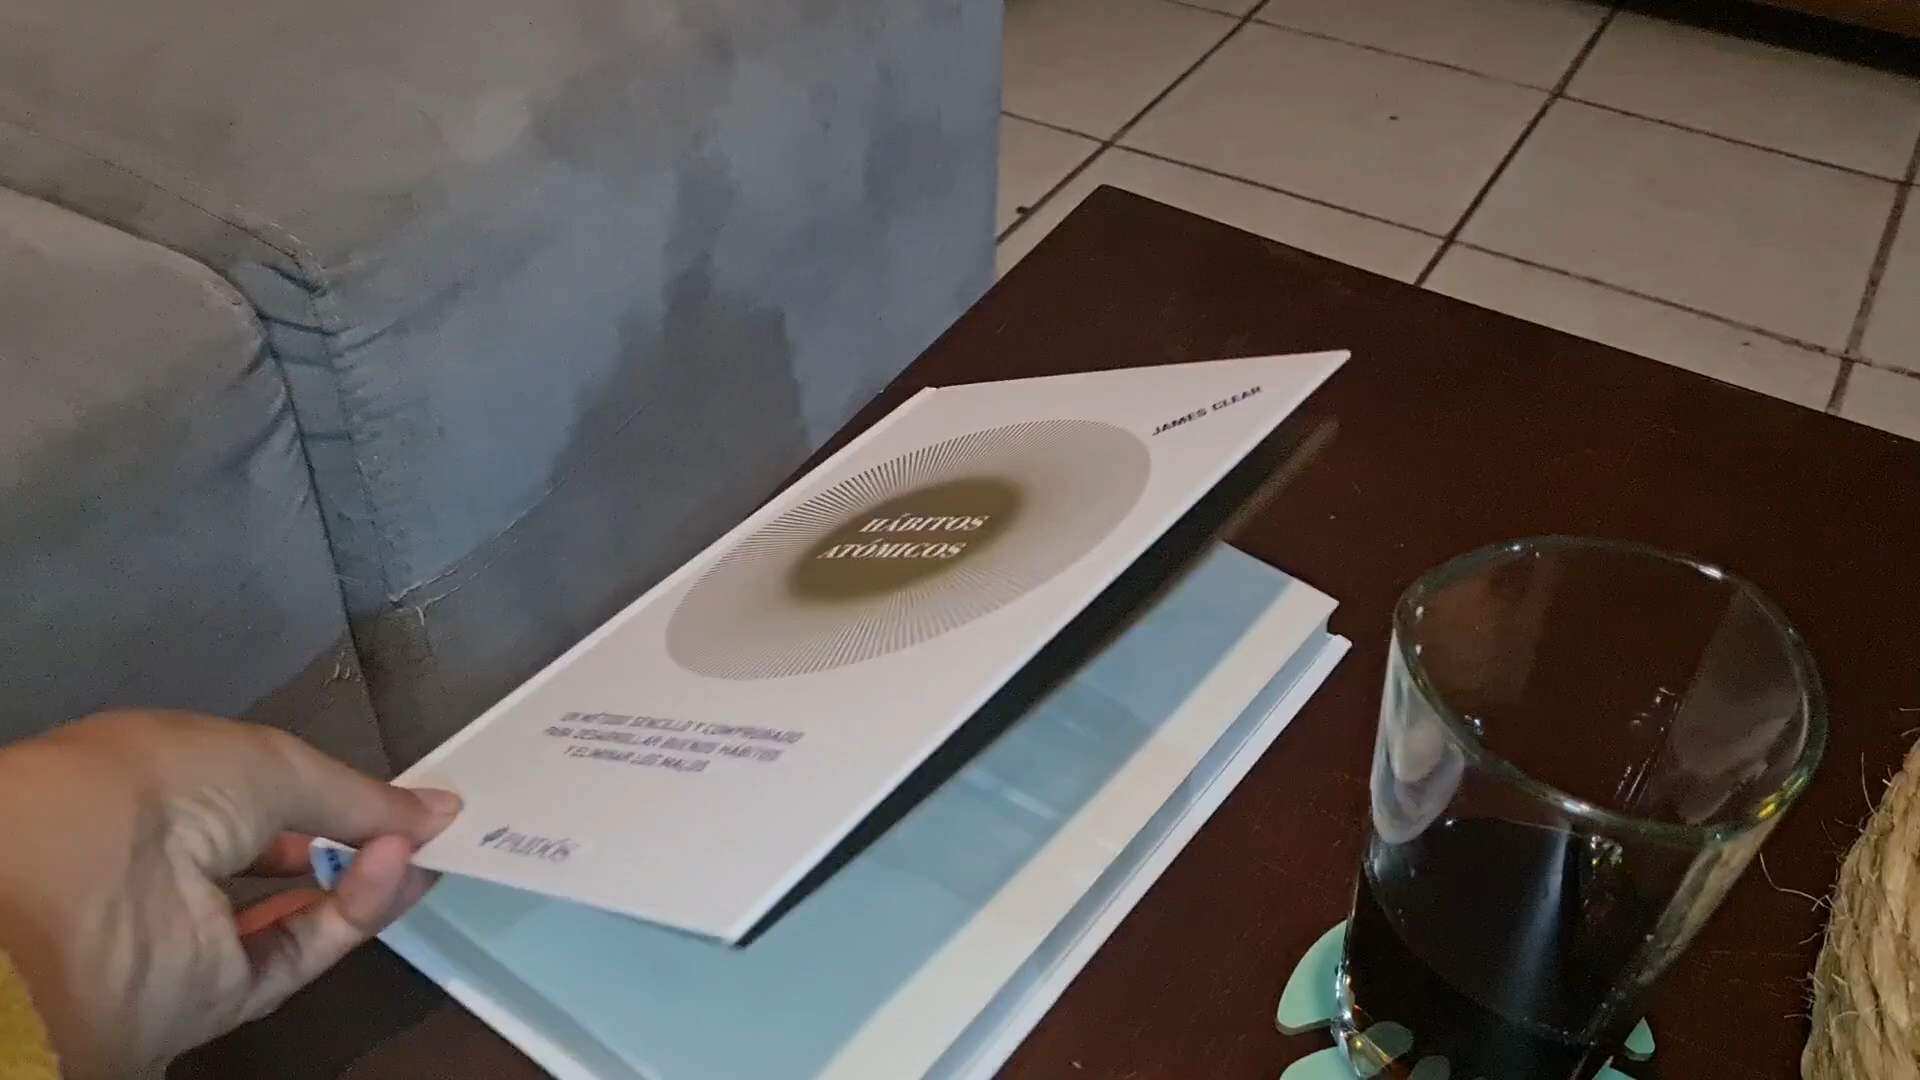 JAMES CLEAR
HÁBITOS
ATÓMICOS
UN MÉTODO SENCILLO Y COMPROBADO
PARA DESARROLLAR BUENOS HÁBITOS
Y ELIMINAR LOS MALOS
PAIDÓS